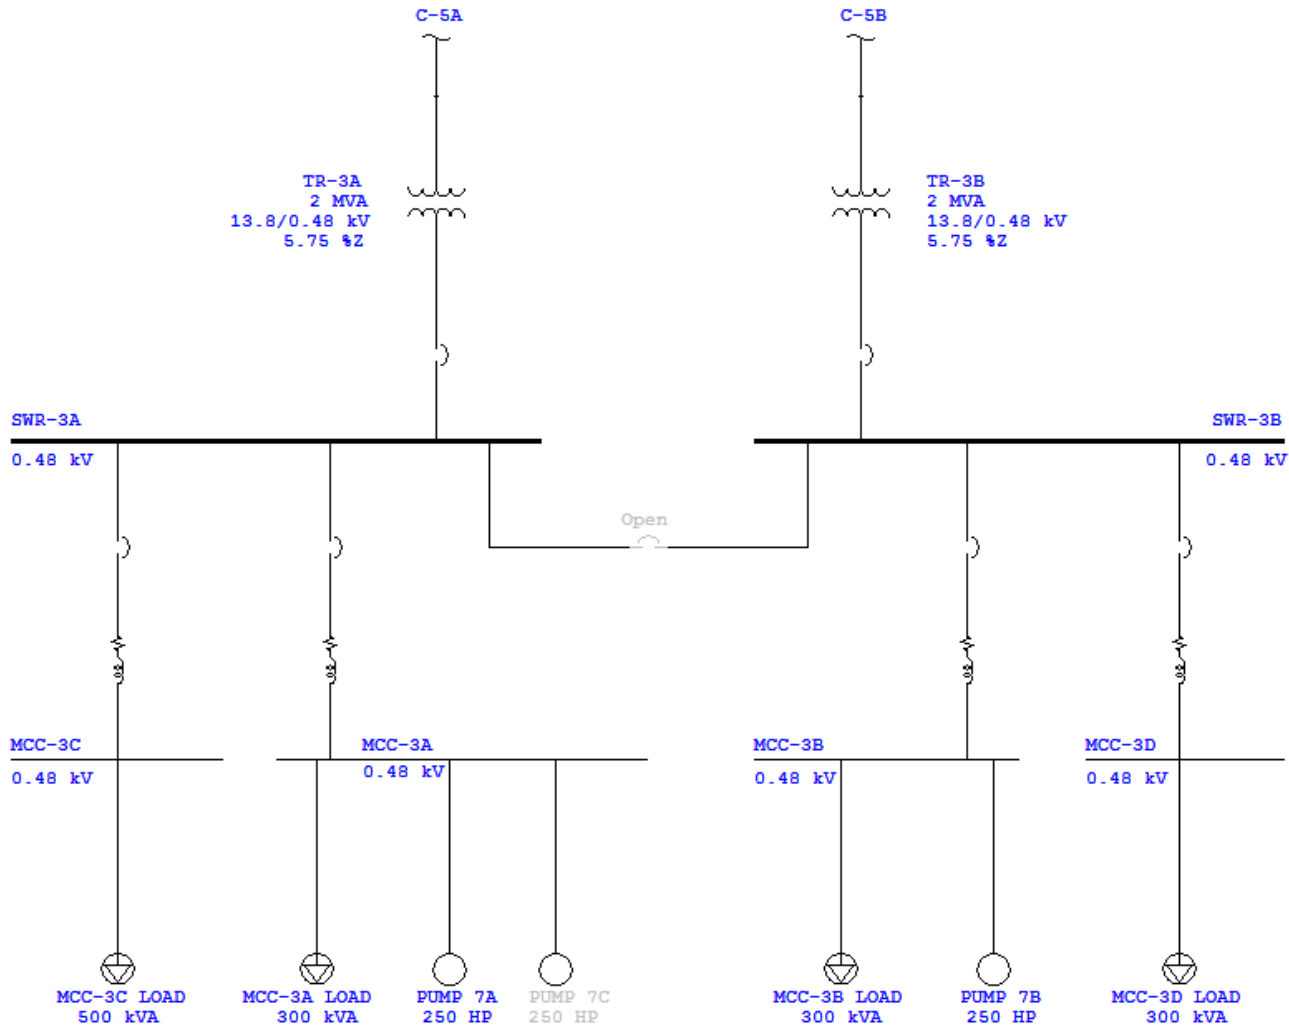 C-5A
C-5B
TR-3A
2 MVA
13.8/0.48 kV
5.75 %Z
TR-3B
2 MVA
13.8/0.48 kV
5.75 %Z
SWR-3A
0.48 kV
SWR-3B
0.48 kV
Open
MCC-3C
0.48 kV
MCC-3A
0.48 kV
MCC-3B
0.48 kV
MCC-3D
0.48 kV
MCC-3C LOAD
500 kVA
MCC-3A LOAD
300 kVA
PUMP 7A
250 HP
PUMP 7C
250 HP
MCC-3B LOAD
300 kVA
PUMP 7B
250 HP
MCC-3D LOAD
300 kVA